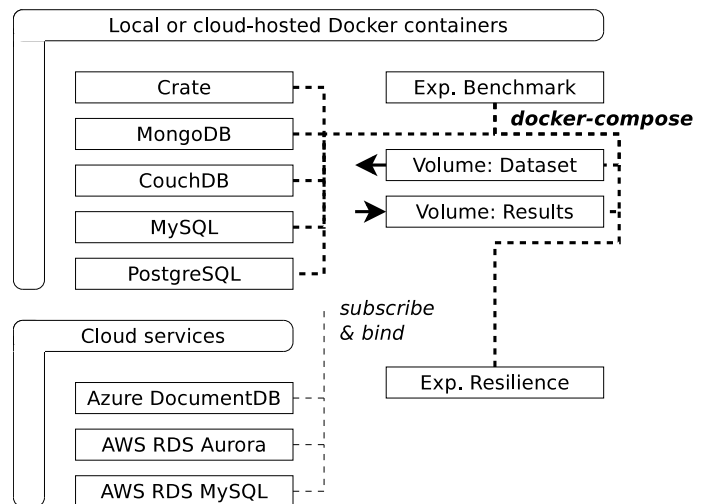 Local or cloud-hosted Docker containers
Crate
Exp. Benchmark
docker-compose
MongoDB
Volume: Dataset
CouchDB
Volume: Results
MySQL
PostgreSQL
subscribe
& bind
Cloud services
Exp. Resilience
Azure DocumentDB
AWS RDS Aurora
AWS RDS MySQL